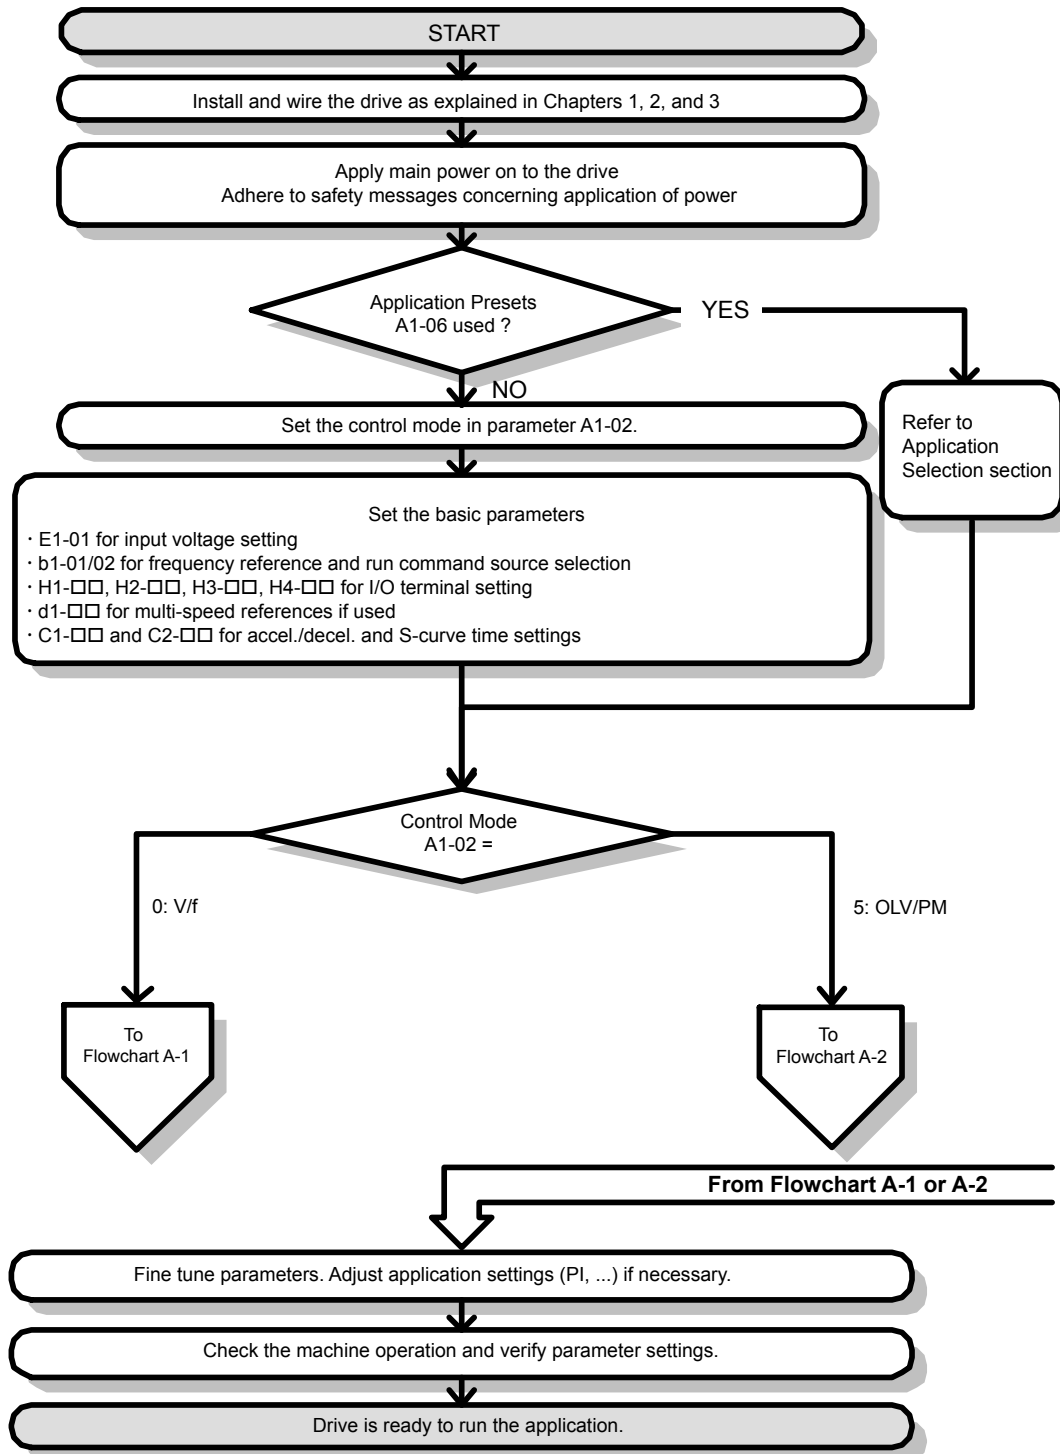 START
Install and wire the drive as explained in Chapters 1, 2, and 3
Apply main power on to the drive
Adhere to safety messages concerning application of power
Application Presets
A1-06 used ?
YES
NO
Set the control mode in parameter A1-02.
Refer to
Application
Selection section
Set the basic parameters
· E1-01 for input voltage setting
· b1-01/02 for frequency reference and run command source selection
· H1-□□, H2-□□, H3-□□, H4-□□ for I/O terminal setting
· d1-□□ for multi-speed references if used
· C1-□□ and C2-□□ for accel./decel. and S-curve time settings
Control Mode
A1-02 =
0: V/f
5: OLV/PM
To
Flowchart A-1
To
Flowchart A-2
From Flowchart A-1 or A-2
Fine tune parameters. Adjust application settings (PI, ...) if necessary.
Check the machine operation and verify parameter settings.
Drive is ready to run the application.